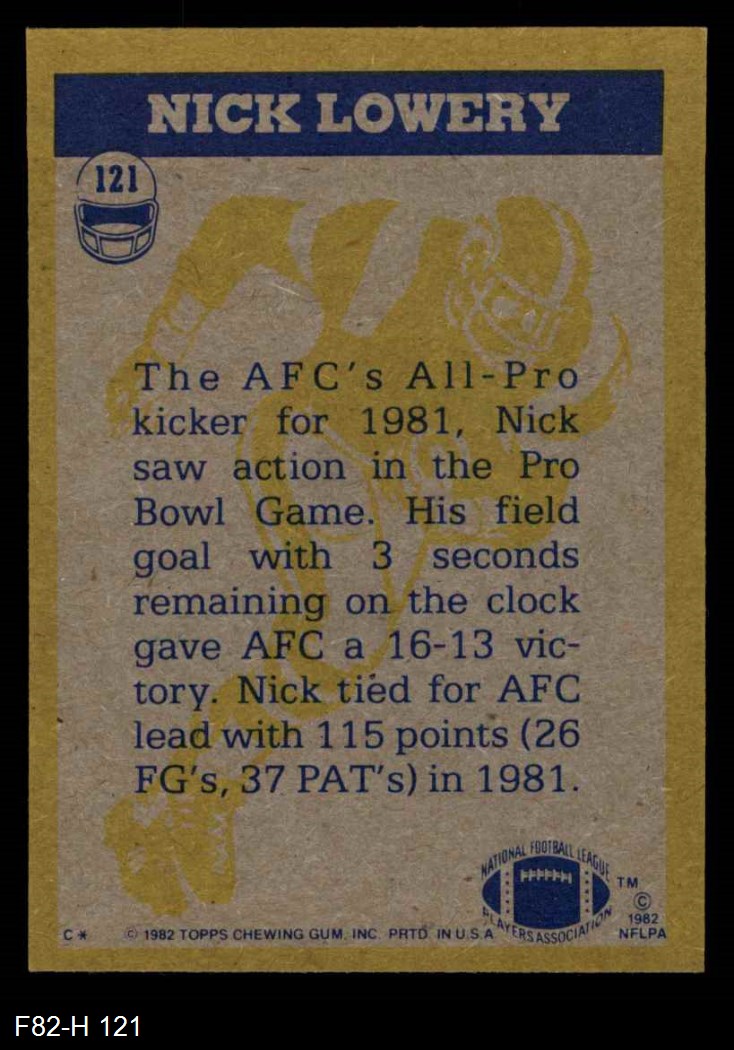 NICK LOWERY
121
The AFC's All-Pro
kicker for 1981, Nick
saw action in the Pro
Bowl Game. His field
goal with 3 seconds
remaining on the clock
gave AFC a 16-13 vic-
tory. Nick tied for AFC
lead with 115 points (26
FG's, 37 PAT's) in 1981.
NATIONAL FOOTBALL LEAGUE
PLAYERS ASSOCIATION
TM
©
1982
NFLPA
C* © 1982 TOPPS CHEWING GUM, INC. PRTD. IN U.S.A.
F82-H 121